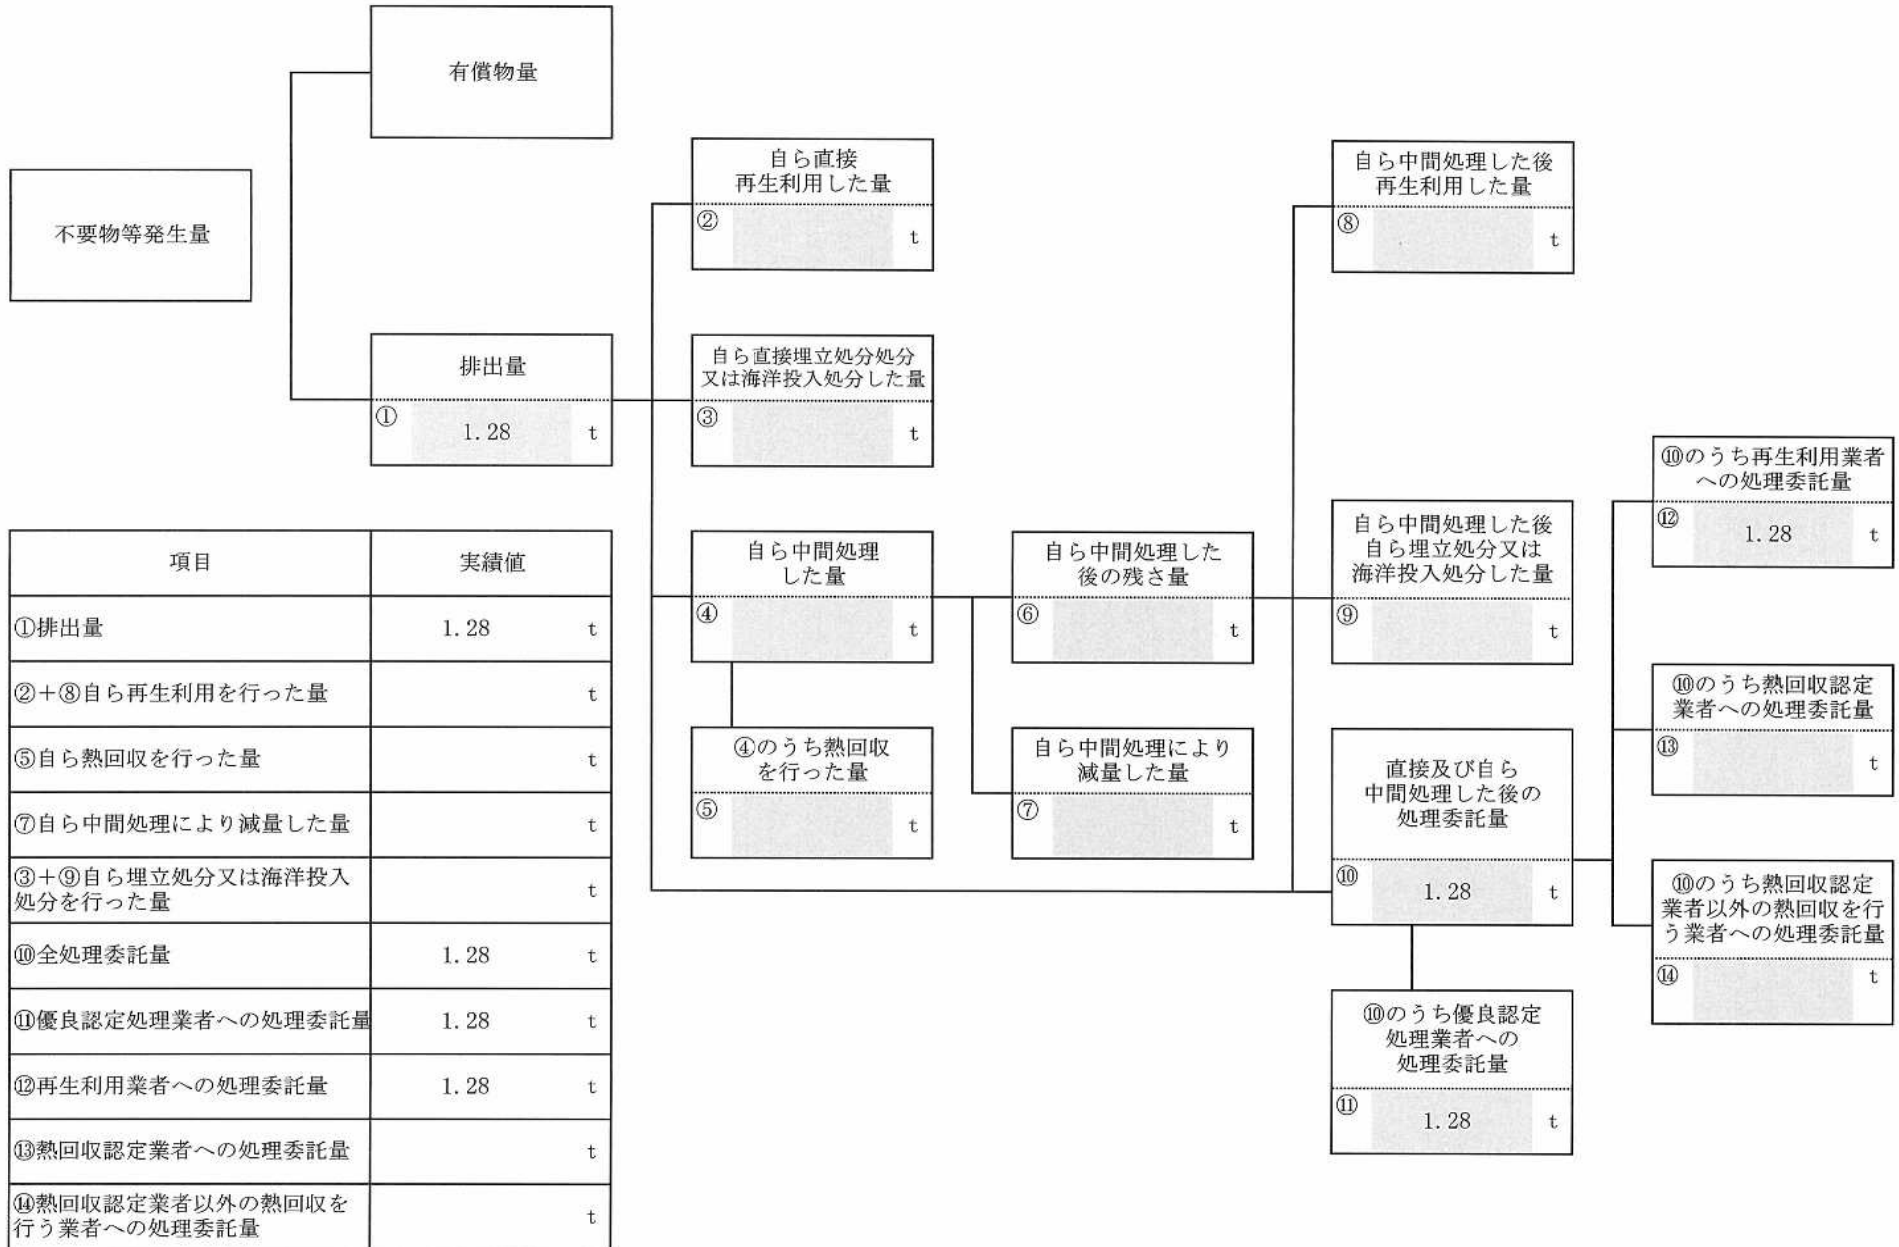 有償物量
不要物等発生量
排出量
① 1.28 t
自ら直接
再生利用した量
② t
自ら直接埋立処分処分
又は海洋投入処分した量
③ t
自ら中間処理
した量
④ t
④のうち熱回収
を行った量
⑤ t
自ら中間処理した
後の残さ量
⑥ t
自ら中間処理により
減量した量
⑦ t
自ら中間処理した後
再生利用した量
⑧ t
自ら中間処理した後
自ら埋立処分又は
海洋投入処分した量
⑨ t
直接及び自ら
中間処理した後の
処理委託量
⑩ 1.28 t
⑩のうち優良認定
処理業者への
処理委託量
⑪ 1.28 t
⑩のうち再生利用業者
への処理委託量
⑫ 1.28 t
⑩のうち熱回収認定
業者への処理委託量
⑬ t
⑩のうち熱回収認定
業者以外の熱回収を行
う業者への処理委託量
⑭ t
項目 実績値
①排出量 1.28 t
②+⑧自ら再生利用を行った量 t
⑤自ら熱回収を行った量 t
⑦自ら中間処理により減量した量 t
③+⑨自ら埋立処分又は海洋投入
処分を行った量 t
⑩全処理委託量 1.28 t
⑪優良認定処理業者への処理委託量 1.28 t
⑫再生利用業者への処理委託量 1.28 t
⑬熱回収認定業者への処理委託量 t
⑭熱回収認定業者以外の熱回収を
行う業者への処理委託量 t